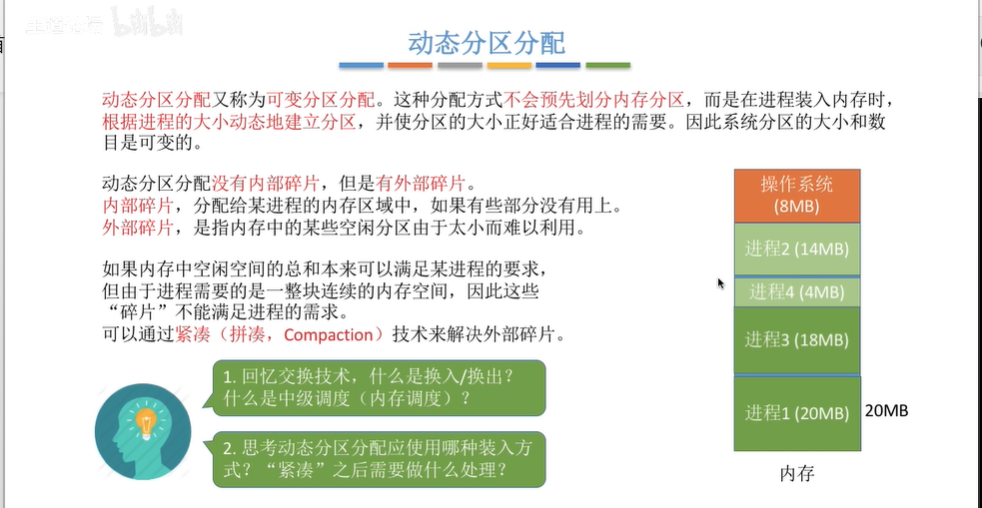 动态分区分配
动态分区分配又称为可变分区分配。这种分配方式不会预先划分内存分区，而是在进程装入内存时，
根据进程的大小动态地建立分区，并使分区的大小正好适合进程的需要。因此系统分区的大小和数
目是可变的。
动态分区分配没有内部碎片，但是有外部碎片。
内部碎片，分配给某进程的内存区域中，如果有些部分没有用上。
外部碎片，是指内存中的某些空闲分区由于太小而难以利用。
如果内存中空闲空间的总和本来可以满足某进程的要求，
但由于进程需要的是一整块连续的内存空间，因此这些
“碎片”不能满足进程的需求。
可以通过紧凑（拼凑，Compaction）技术来解决外部碎片。
1. 回忆交换技术，什么是换入/换出？
什么是中级调度（内存调度）？
2. 思考动态分区分配应使用哪种装入方
式？“紧凑”之后需要做什么处理？
操作系统
(8MB)
进程2 (14MB)
进程4 (4MB)
进程3 (18MB)
进程1 (20MB)
20MB
内存